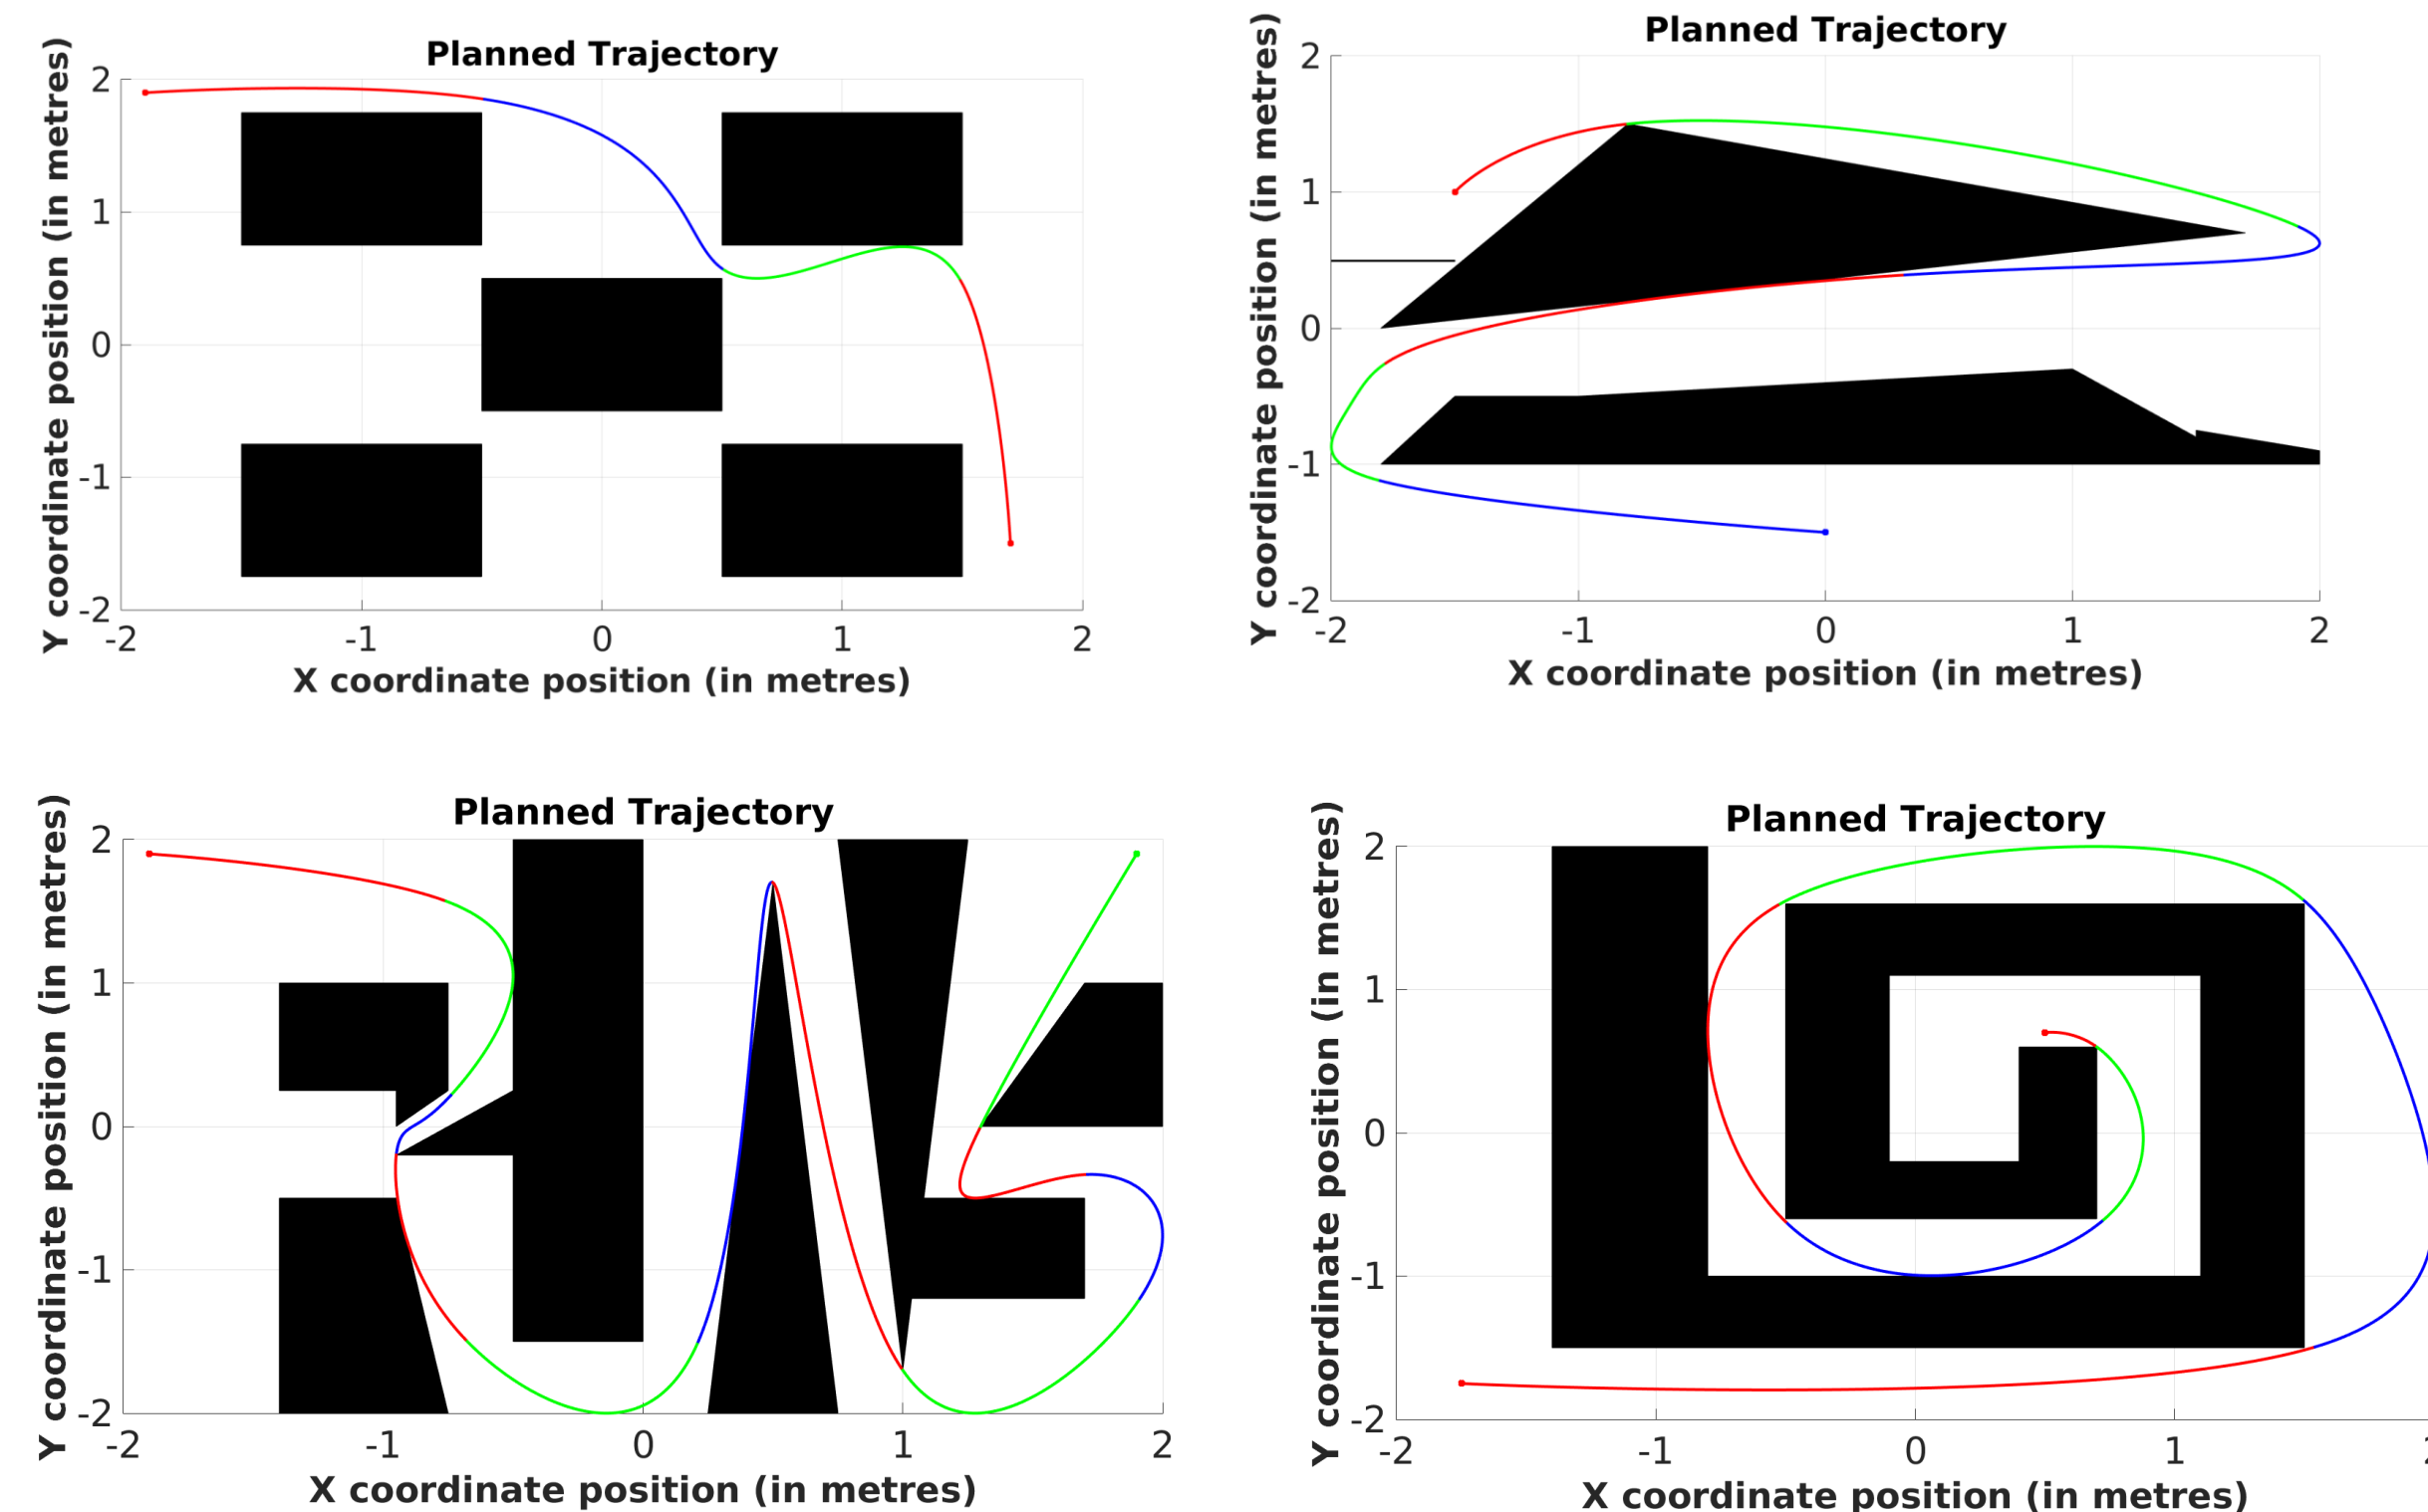 Planned Trajectory
Y coordinate position (in metres)
2
1
0
-1
-2
-2 -1 0 1 2
X coordinate position (in metres)
Planned Trajectory
Y coordinate position (in metres)
2
1
0
-1
-2
-2 -1 0 1 2
X coordinate position (in metres)
Planned Trajectory
Y coordinate position (in metres)
2
1
0
-1
-2
-2 -1 0 1 2
X coordinate position (in metres)
Planned Trajectory
Y coordinate position (in metres)
2
1
0
-1
-2
-2 -1 0 1
X coordinate position (in metres)